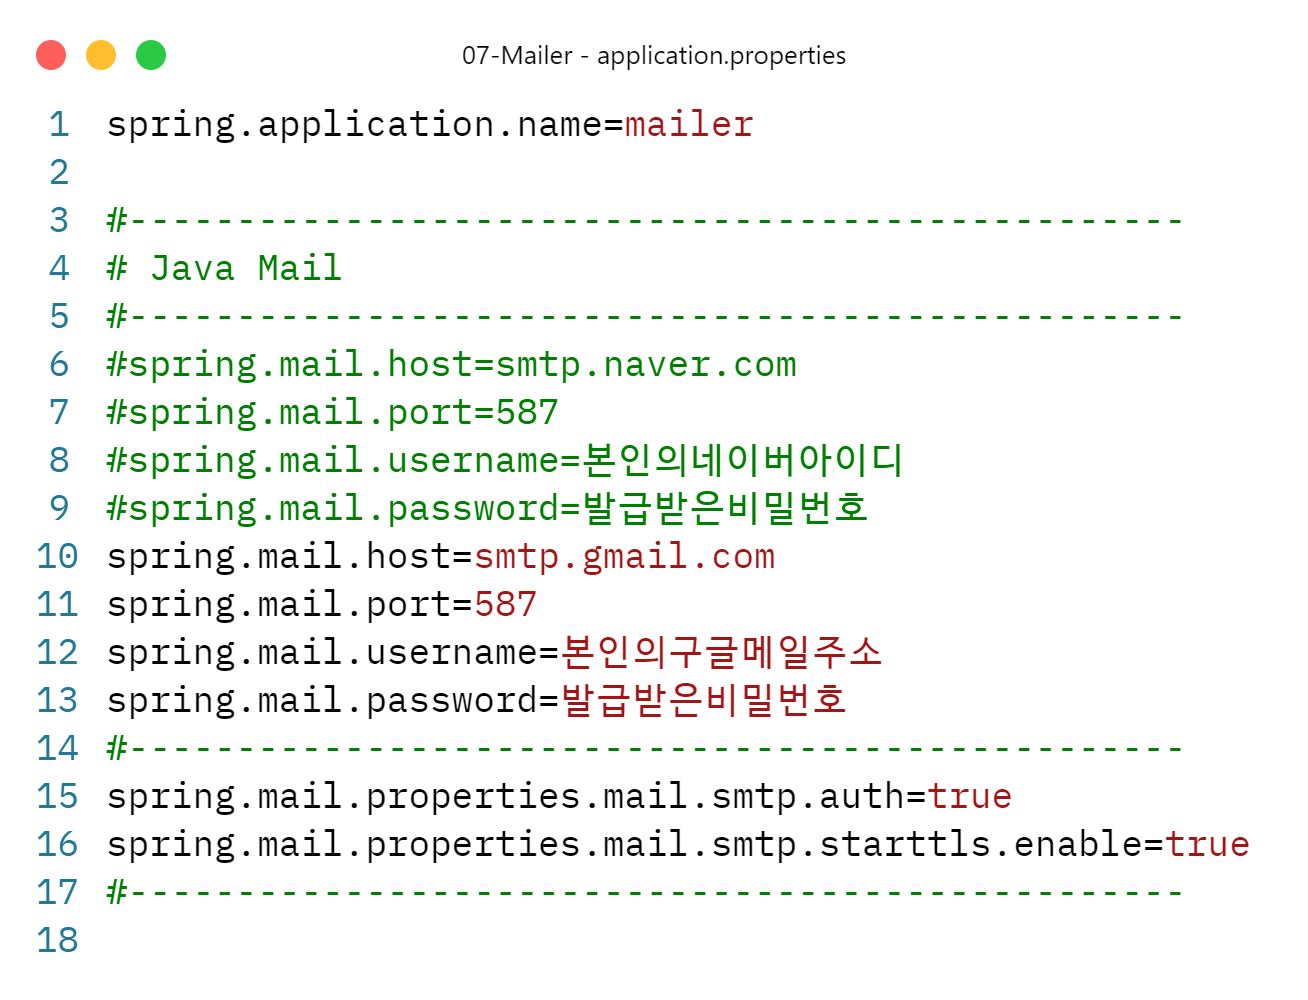 07-Mailer - application.properties
1 spring.application.name=mailer
2
3 #-------------------------------------------------
4 # Java Mail
5 #-------------------------------------------------
6 #spring.mail.host=smtp.naver.com
7 #spring.mail.port=587
8 #spring.mail.username=본인의네이버아이디
9 #spring.mail.password=발급받은비밀번호
10 spring.mail.host=smtp.gmail.com
11 spring.mail.port=587
12 spring.mail.username=본인의구글메일주소
13 spring.mail.password=발급받은비밀번호
14 #-------------------------------------------------
15 spring.mail.properties.mail.smtp.auth=true
16 spring.mail.properties.mail.smtp.starttls.enable=true
17 #-------------------------------------------------
18